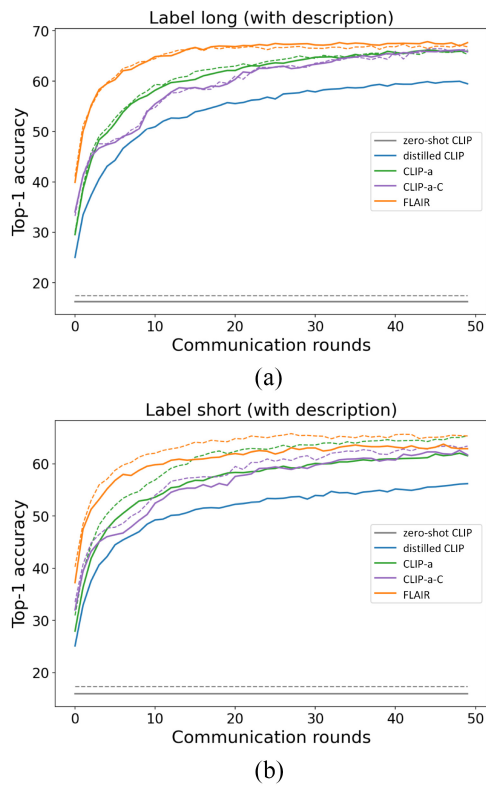 Label long (with description)
70
60
50
40
30
20
Top-1 accuracy
zero-shot CLIP
distilled CLIP
CLIP-a
CLIP-a-C
FLAIR
0 10 20 30 40 50
Communication rounds
(a)
Label short (with description)
60
50
40
30
20
Top-1 accuracy
zero-shot CLIP
distilled CLIP
CLIP-a
CLIP-a-C
FLAIR
0 10 20 30 40 50
Communication rounds
(b)